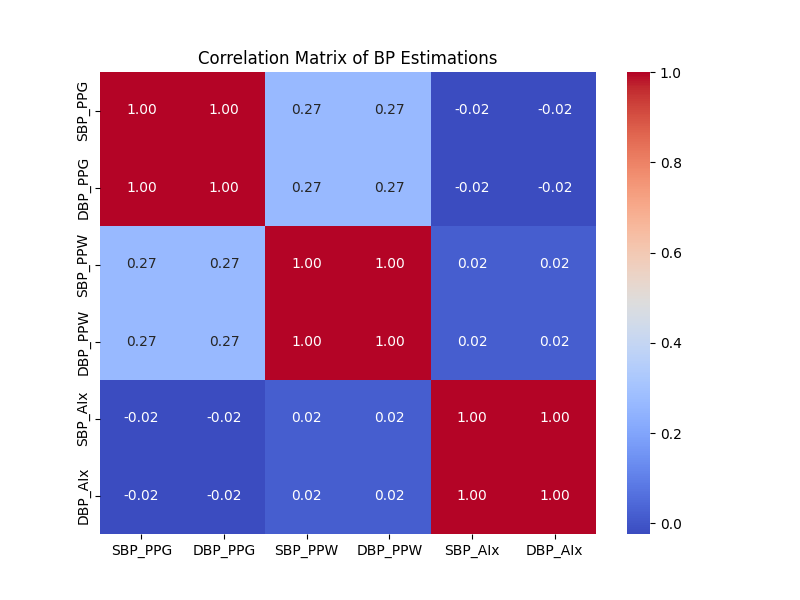 Correlation Matrix of BP Estimations
SBP_PPG 1.00 1.00 0.27 0.27 -0.02 -0.02
DBP_PPG 1.00 1.00 0.27 0.27 -0.02 -0.02
SBP_PPW 0.27 0.27 1.00 1.00 0.02 0.02
DBP_PPW 0.27 0.27 1.00 1.00 0.02 0.02
SBP_AIx -0.02 -0.02 0.02 0.02 1.00 1.00
DBP_AIx -0.02 -0.02 0.02 0.02 1.00 1.00
SBP_PPG DBP_PPG SBP_PPW DBP_PPW SBP_AIx DBP_AIx
1.0
0.8
0.6
0.4
0.2
0.0